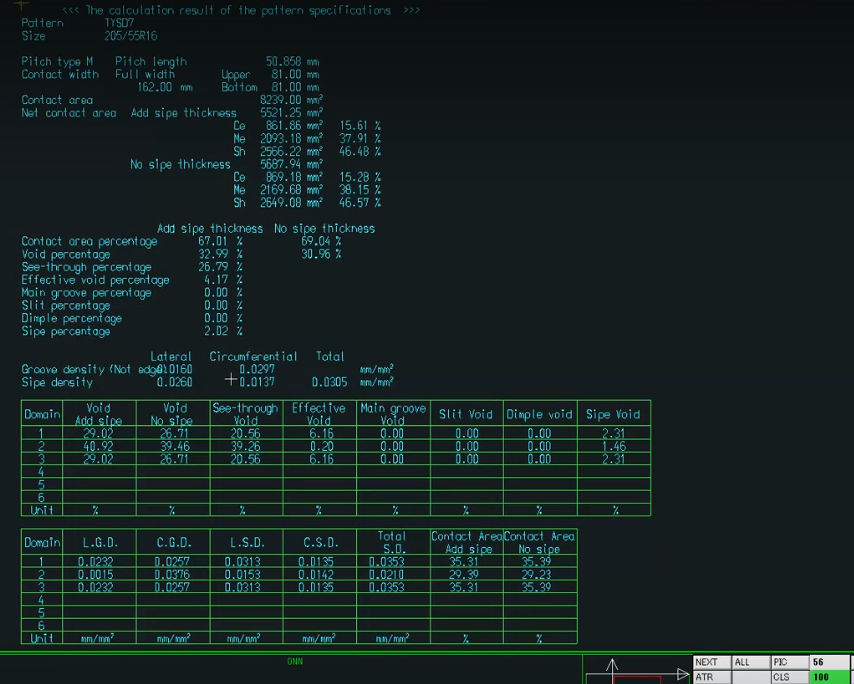 <<< The calculation result of the pattern specifications >>>
Pattern TYSD7
Size 205/55R16
Pitch type M Pitch length 50.858 mm
Contact width Full width Upper 81.00 mm
162.00 mm Bottom 81.00 mm
Contact area 8239.00 mm²
Net contact area Add sipe thickness 5521.25 mm²
Ce 861.86 mm² 15.61 %
Me 2093.18 mm² 37.91 %
Sh 2566.22 mm² 46.48 %
No sipe thickness 5687.94 mm²
Ce 869.18 mm² 15.28 %
Me 2169.68 mm² 38.15 %
Sh 2649.08 mm² 46.57 %
Add sipe thickness No sipe thickness
Contact area percentage 67.01 % 69.04 %
Void percentage 32.99 % 30.96 %
See-through percentage 26.79 %
Effective void percentage 4.17 %
Main groove percentage 0.00 %
Slit percentage 0.00 %
Dimple percentage 0.00 %
Sipe percentage 2.02 %
Lateral Circumferential Total
Groove density (Not edge) 0.0160 0.0297 mm/mm²
Sipe density 0.0260 0.0137 0.0305 mm/mm²
Domain Void Add sipe Void No sipe See-through Void Effective Void Main groove Void Slit Void Dimple void Sipe Void
1 29.02 26.71 20.56 6.16 0.00 0.00 0.00 2.31
2 40.92 39.46 39.26 0.20 0.00 0.00 0.00 1.46
3 29.02 26.71 20.56 6.16 0.00 0.00 0.00 2.31
4
5
6
Unit % % % % % % % %
Domain L.G.D. C.G.D. L.S.D. C.S.D. Total S.D. Contact Area Add sipe Contact Area No sipe
1 0.0232 0.0257 0.0313 0.0135 0.0353 35.31 35.39
2 0.0015 0.0376 0.0153 0.0142 0.0210 29.39 29.23
3 0.0232 0.0257 0.0313 0.0135 0.0353 35.31 35.39
4
5
6
Unit mm/mm² mm/mm² mm/mm² mm/mm² mm/mm² % %
NEXT ALL PIC 56
ATR CLS 100